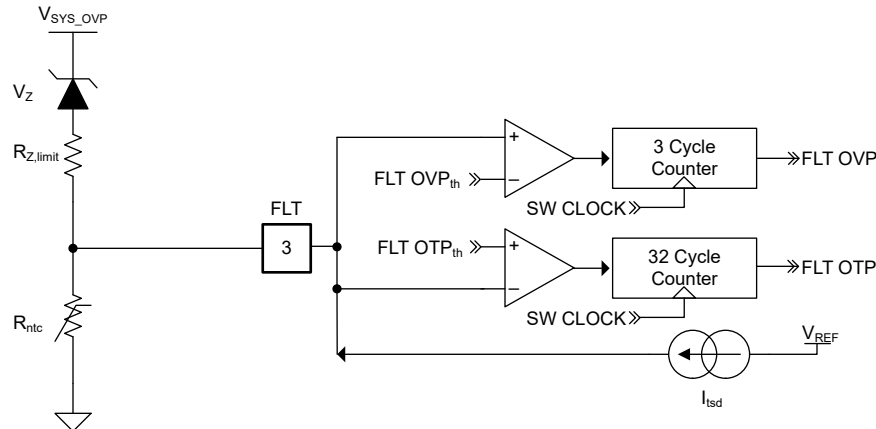 V_SYS_OVP
V_Z
R_Z,limit
FLT
3
R_ntc
+
−
FLT OVP_th
3 Cycle
Counter
SW CLOCK
FLT OVP
FLT OTP_th
+
−
32 Cycle
Counter
SW CLOCK
FLT OTP
V_REF
I_tsd